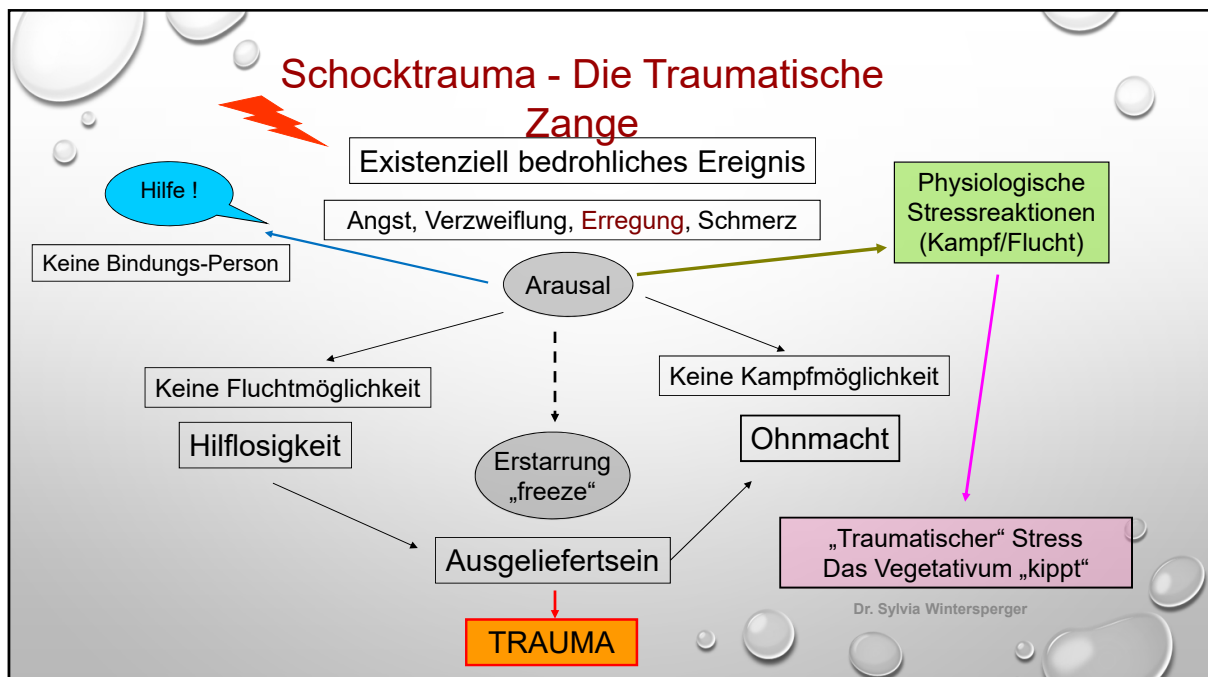 Schocktrauma - Die Traumatische
Zange
Existenziell bedrohliches Ereignis
Hilfe !
Angst, Verzweiflung, Erregung, Schmerz
Physiologische
Stressreaktionen
(Kampf/Flucht)
Keine Bindungs-Person
Arausal
Keine Fluchtmöglichkeit
Keine Kampfmöglichkeit
Hilflosigkeit
Ohnmacht
Erstarrung
„freeze“
Ausgeliefertsein
„Traumatischer“ Stress
Das Vegetativum „kippt“
Dr. Sylvia Wintersperger
TRAUMA